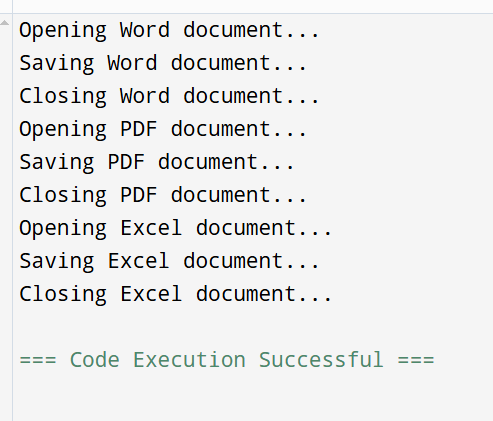 Opening Word document...
Saving Word document...
Closing Word document...
Opening PDF document...
Saving PDF document...
Closing PDF document...
Opening Excel document...
Saving Excel document...
Closing Excel document...
=== Code Execution Successful ===